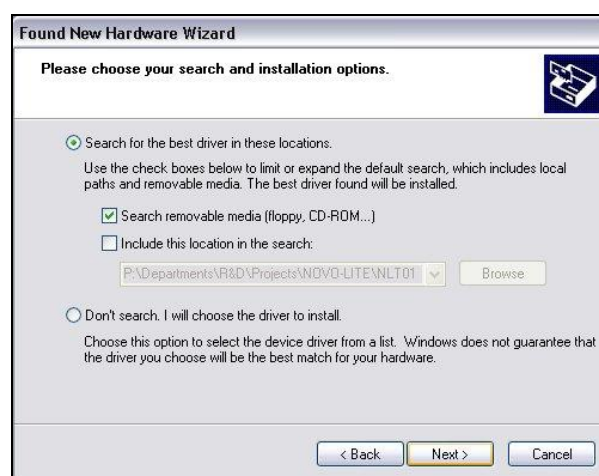 Found New Hardware Wizard
Please choose your search and installation options.
Search for the best driver in these locations.
Use the check boxes below to limit or expand the default search, which includes local
paths and removable media. The best driver found will be installed.
Search removable media (floppy, CD-ROM...)
Include this location in the search:
P:\Departments\R&D\Projects\NOVO-LITE\NLT01
Browse
Don't search. I will choose the driver to install.
Choose this option to select the device driver from a list. Windows does not guarantee that
the driver you choose will be the best match for your hardware.
< Back Next > Cancel